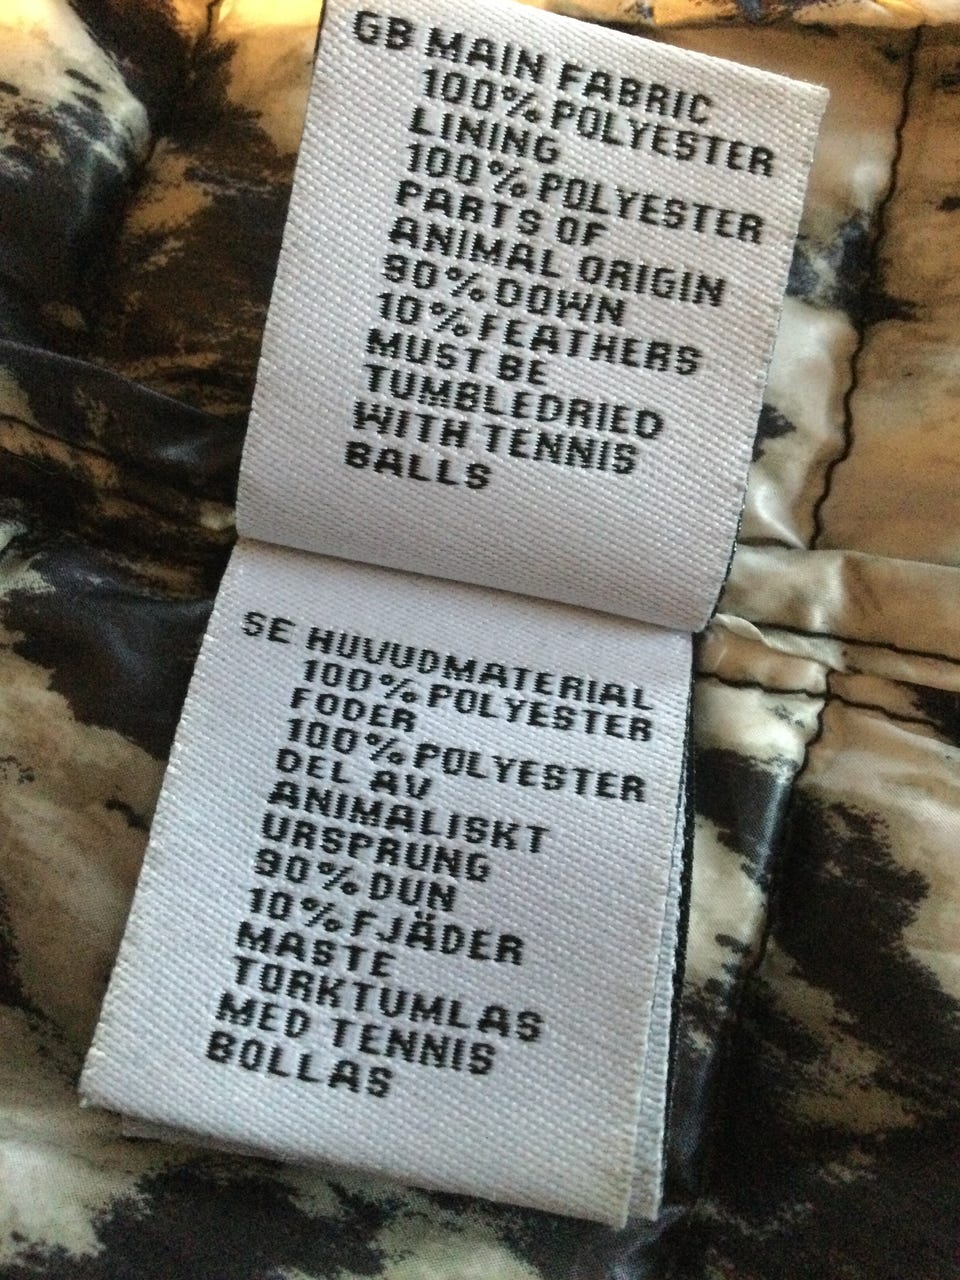 GB MAIN FABRIC
100% POLYESTER
LINING
100% POLYESTER
PARTS OF
ANIMAL ORIGIN
90% DOWN
10% FEATHERS
MUST BE
TUMBLEDRIED
WITH TENNIS
BALLS
SE HUVUDMATERIAL
100% POLYESTER
FODER
100% POLYESTER
DEL AV
ANIMALISKT
URSPRUNG
90% DUN
10% FJÄDER
MASTE
TORKTUMLAS
MED TENNIS
BOLLAS